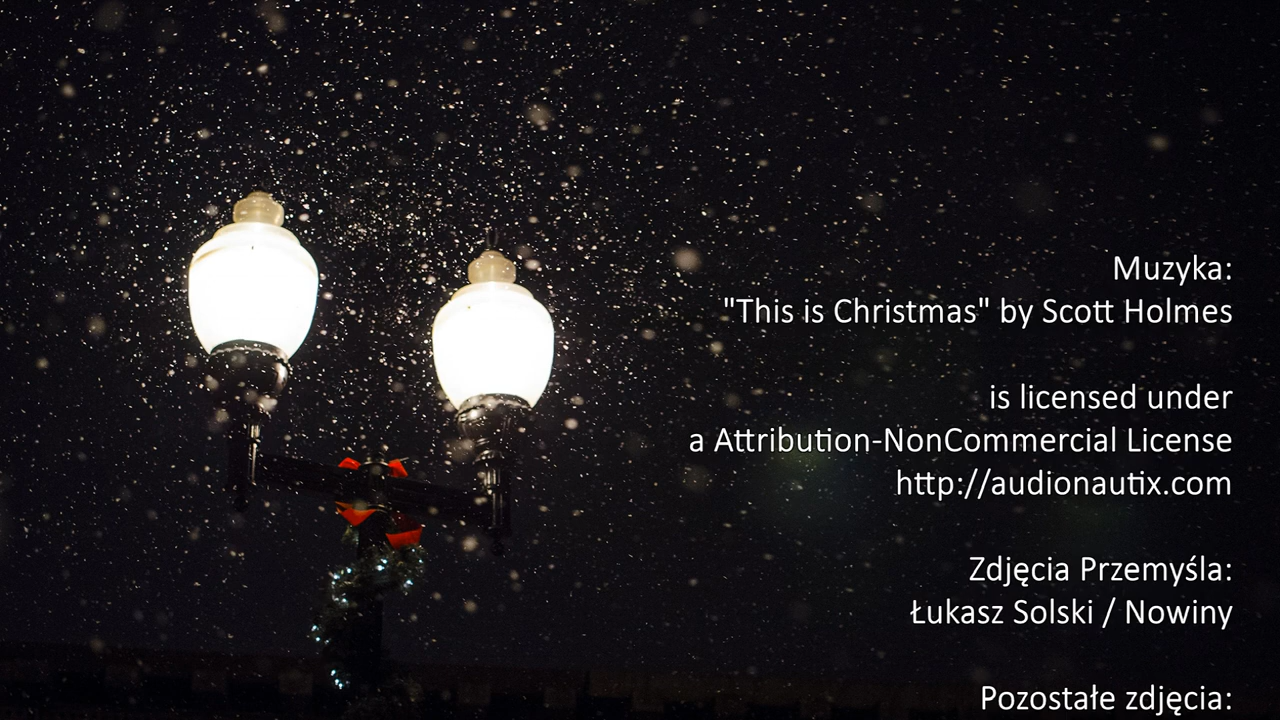 Muzyka:
"This is Christmas" by Scott Holmes
is licensed under
a Attribution-NonCommercial License
http://audionautix.com
Zdjęcia Przemyśla:
Łukasz Solski / Nowiny
Pozostałe zdjęcia: